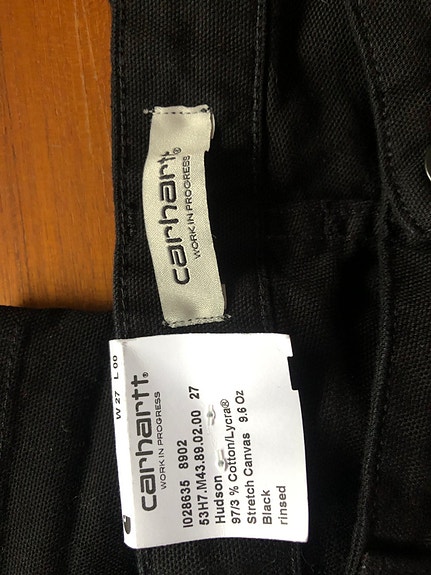 carhartt®
WORK IN PROGRESS
W 27 L 00
carhartt®
WORK IN PROGRESS
I028635 8902
53H7.M43.89.02.00 27
Hudson
97/3 % Cotton/Lycra®
Stretch Canvas 9.6 Oz
Black
rinsed